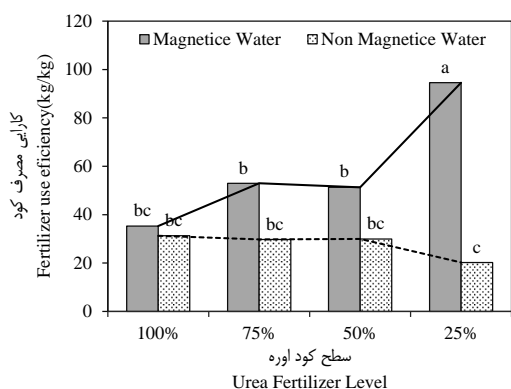 Magnetice Water
Non Magnetice Water
کارایی مصرف کود
Fertilizer use eficiency(kg/kg)
120
100
80
60
40
20
0
bc
bc
b
bc
b
bc
a
c
100%
75%
50%
25%
سطح کود اوره
Urea Fertilizer Level